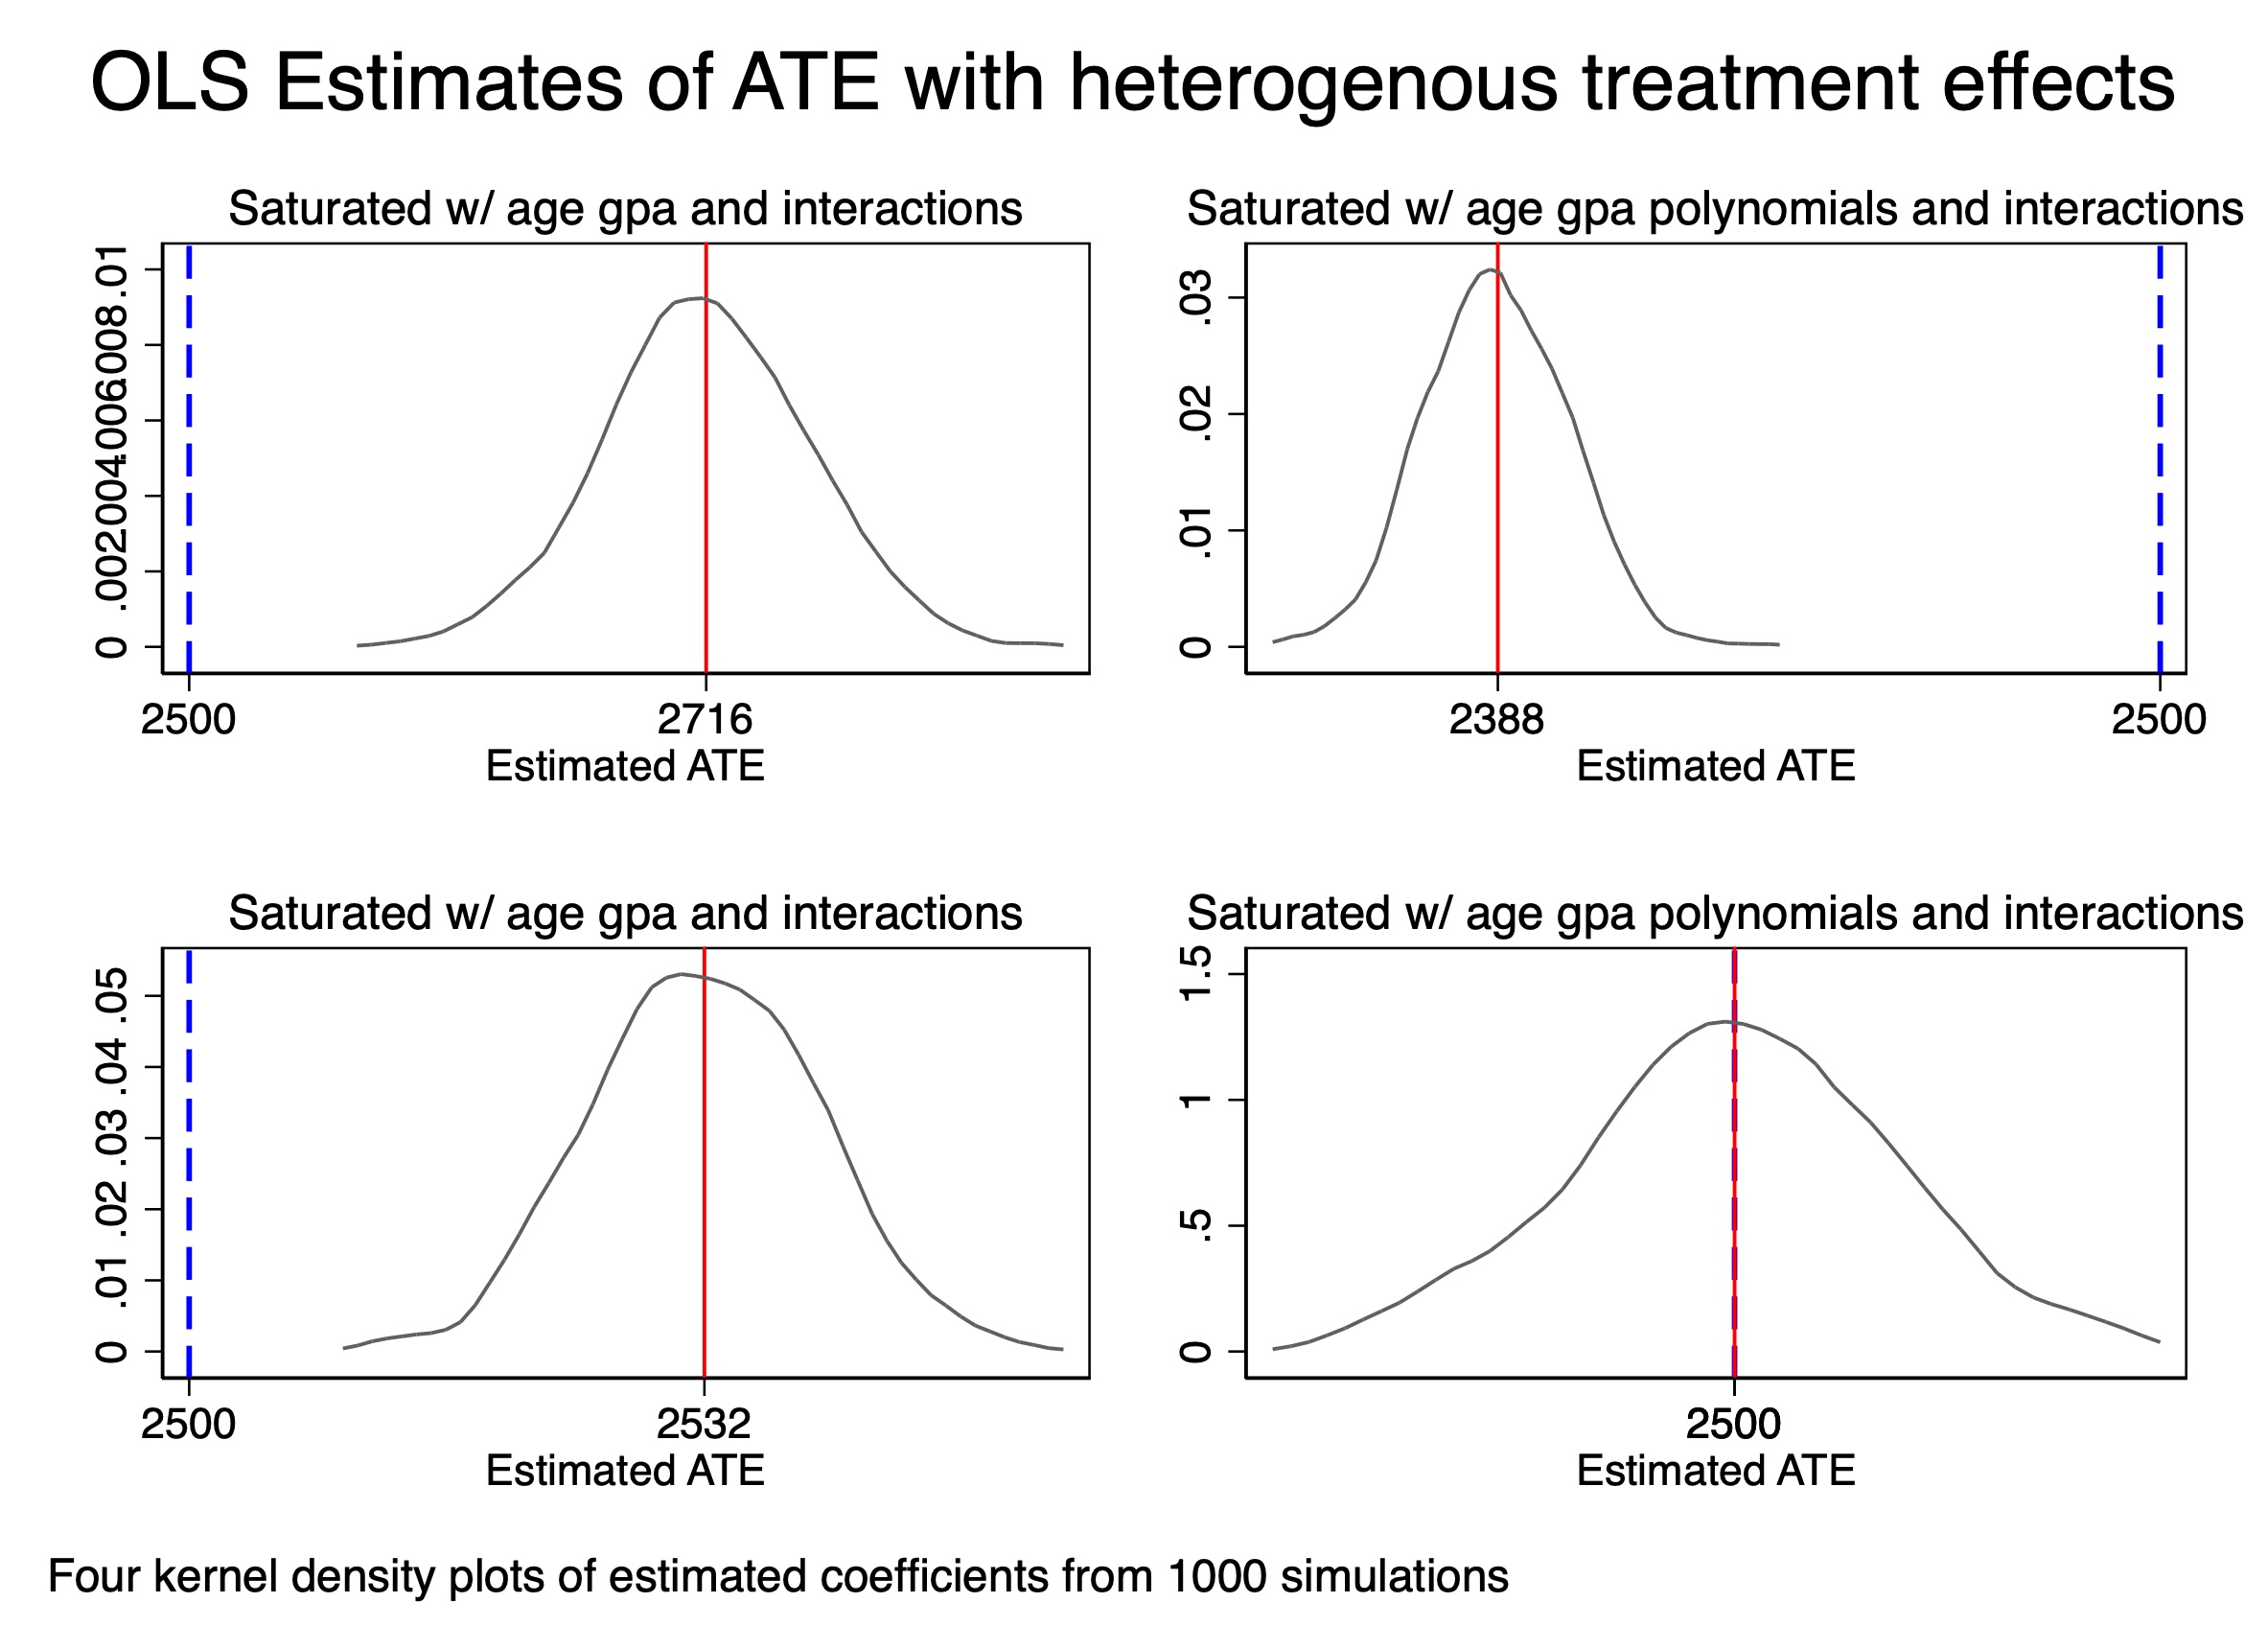 OLS Estimates of ATE with heterogenous treatment effects
Saturated w/ age gpa and interactions
0 .002 .004 .006 .008 .01
2500 2716
Estimated ATE
Saturated w/ age gpa polynomials and interactions
0 .01 .02 .03
2388 2500
Estimated ATE
Saturated w/ age gpa and interactions
0 .01 .02 .03 .04 .05
2500 2532
Estimated ATE
Saturated w/ age gpa polynomials and interactions
0 .5 1 1.5
2500
Estimated ATE
Four kernel density plots of estimated coefficients from 1000 simulations